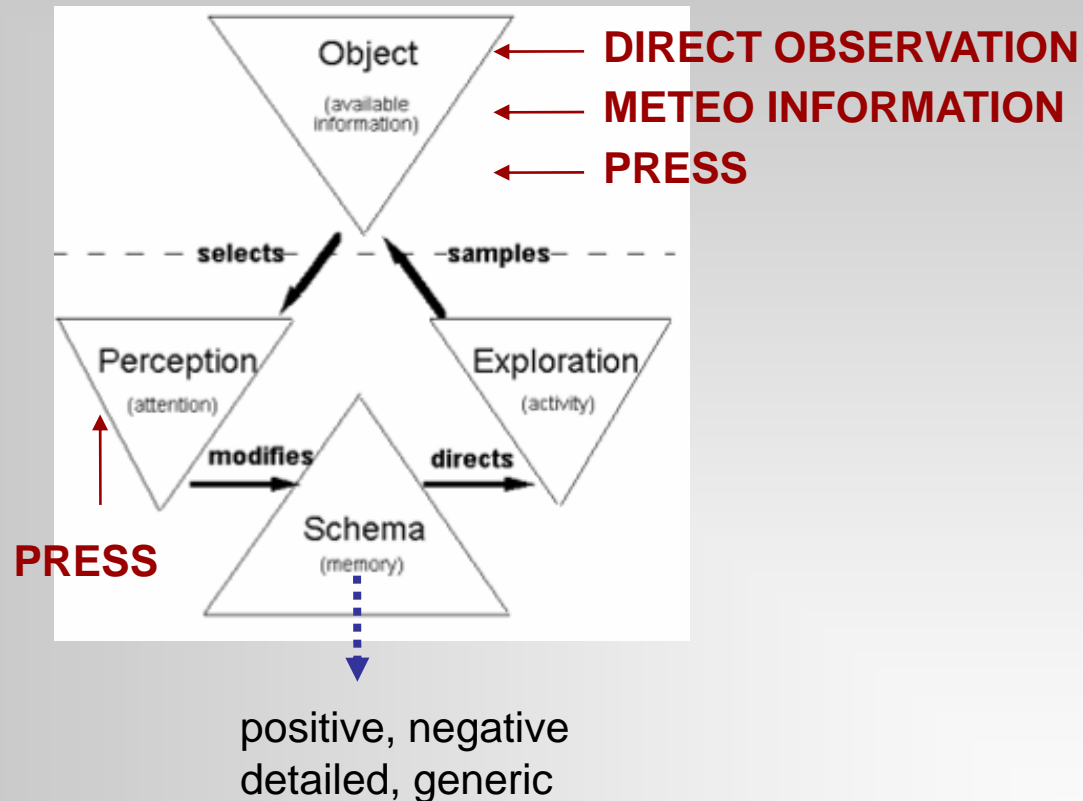 Object
(available
information)
DIRECT OBSERVATION
METEO INFORMATION
PRESS
selects
samples
Perception
(attention)
Exploration
(activity)
modifies
directs
Schema
(memory)
PRESS
positive, negative
detailed, generic